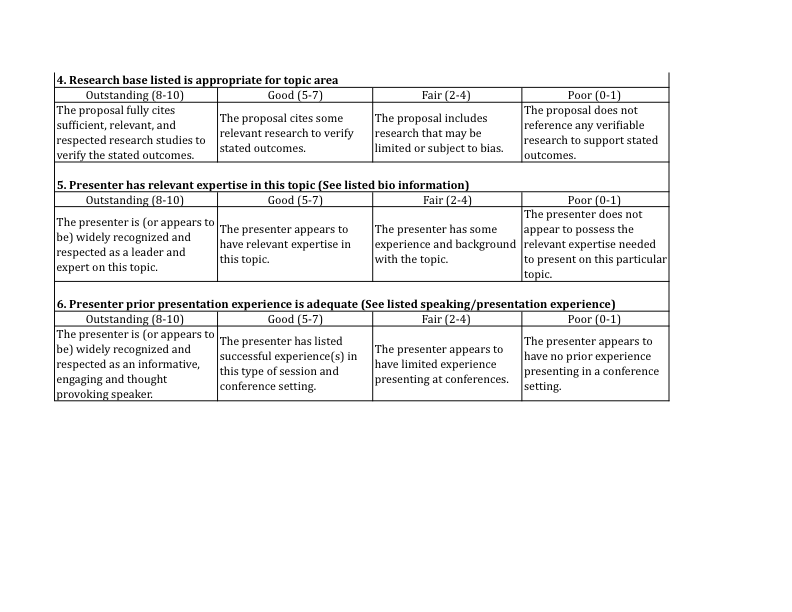 4. Research base listed is appropriate for topic area
Outstanding (8-10)
Good (5-7)
Fair (2-4)
Poor (0-1)
The proposal fully cites
sufficient, relevant, and
respected research studies to
verify the stated outcomes.
The proposal cites some
relevant research to verify
stated outcomes.
The proposal includes
research that may be
limited or subject to bias.
The proposal does not
reference any verifiable
research to support stated
outcomes.
5. Presenter has relevant expertise in this topic (See listed bio information)
Outstanding (8-10)
Good (5-7)
Fair (2-4)
Poor (0-1)
The presenter is (or appears to
be) widely recognized and
respected as a leader and
expert on this topic.
The presenter appears to
have relevant expertise in
this topic.
The presenter has some
experience and background
with the topic.
The presenter does not
appear to possess the
relevant expertise needed
to present on this particular
topic.
6. Presenter prior presentation experience is adequate (See listed speaking/presentation experience)
Outstanding (8-10)
Good (5-7)
Fair (2-4)
Poor (0-1)
The presenter is (or appears to
be) widely recognized and
respected as an informative,
engaging and thought
provoking speaker.
The presenter has listed
successful experience(s) in
this type of session and
conference setting.
The presenter appears to
have limited experience
presenting at conferences.
The presenter appears to
have no prior experience
presenting in a conference
setting.